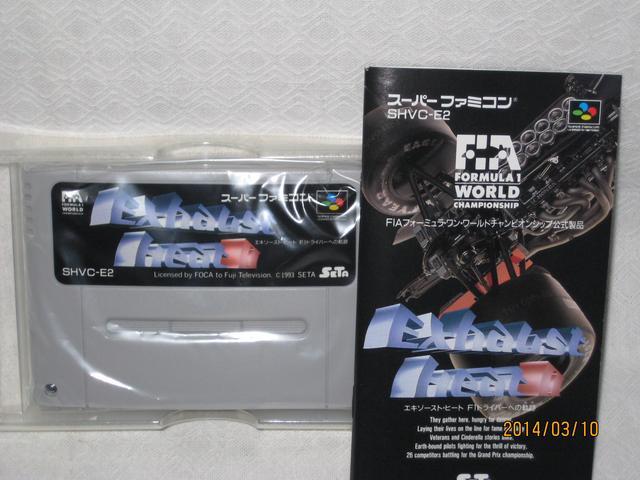 FIA
FORMULA 1
WORLD
CHAMPIONSHIP
スーパーファミコン
Exhaust
Heat II
エキゾースト・ヒート F1ドライバーへの軌跡
SHVC-E2
Licensed by FOCA to Fuji Television. © 1993 SETA
SETA
スーパーファミコン®
SHVC-E2
FIA
FORMULA 1
WORLD
CHAMPIONSHIP
FIAフォーミュラ・ワン・ワールドチャンピオンシップ公式製品
Exhaust
Heat II
エキゾースト・ヒート F1ドライバーへの軌跡
They gather here, hungry for
Laying their lives on the line for fame
Veterans and Cinderella stories
Earth-bound pilots fighting for the thrill of victory.
26 competitors battling for the Grand Prix championship.
2014/03/10